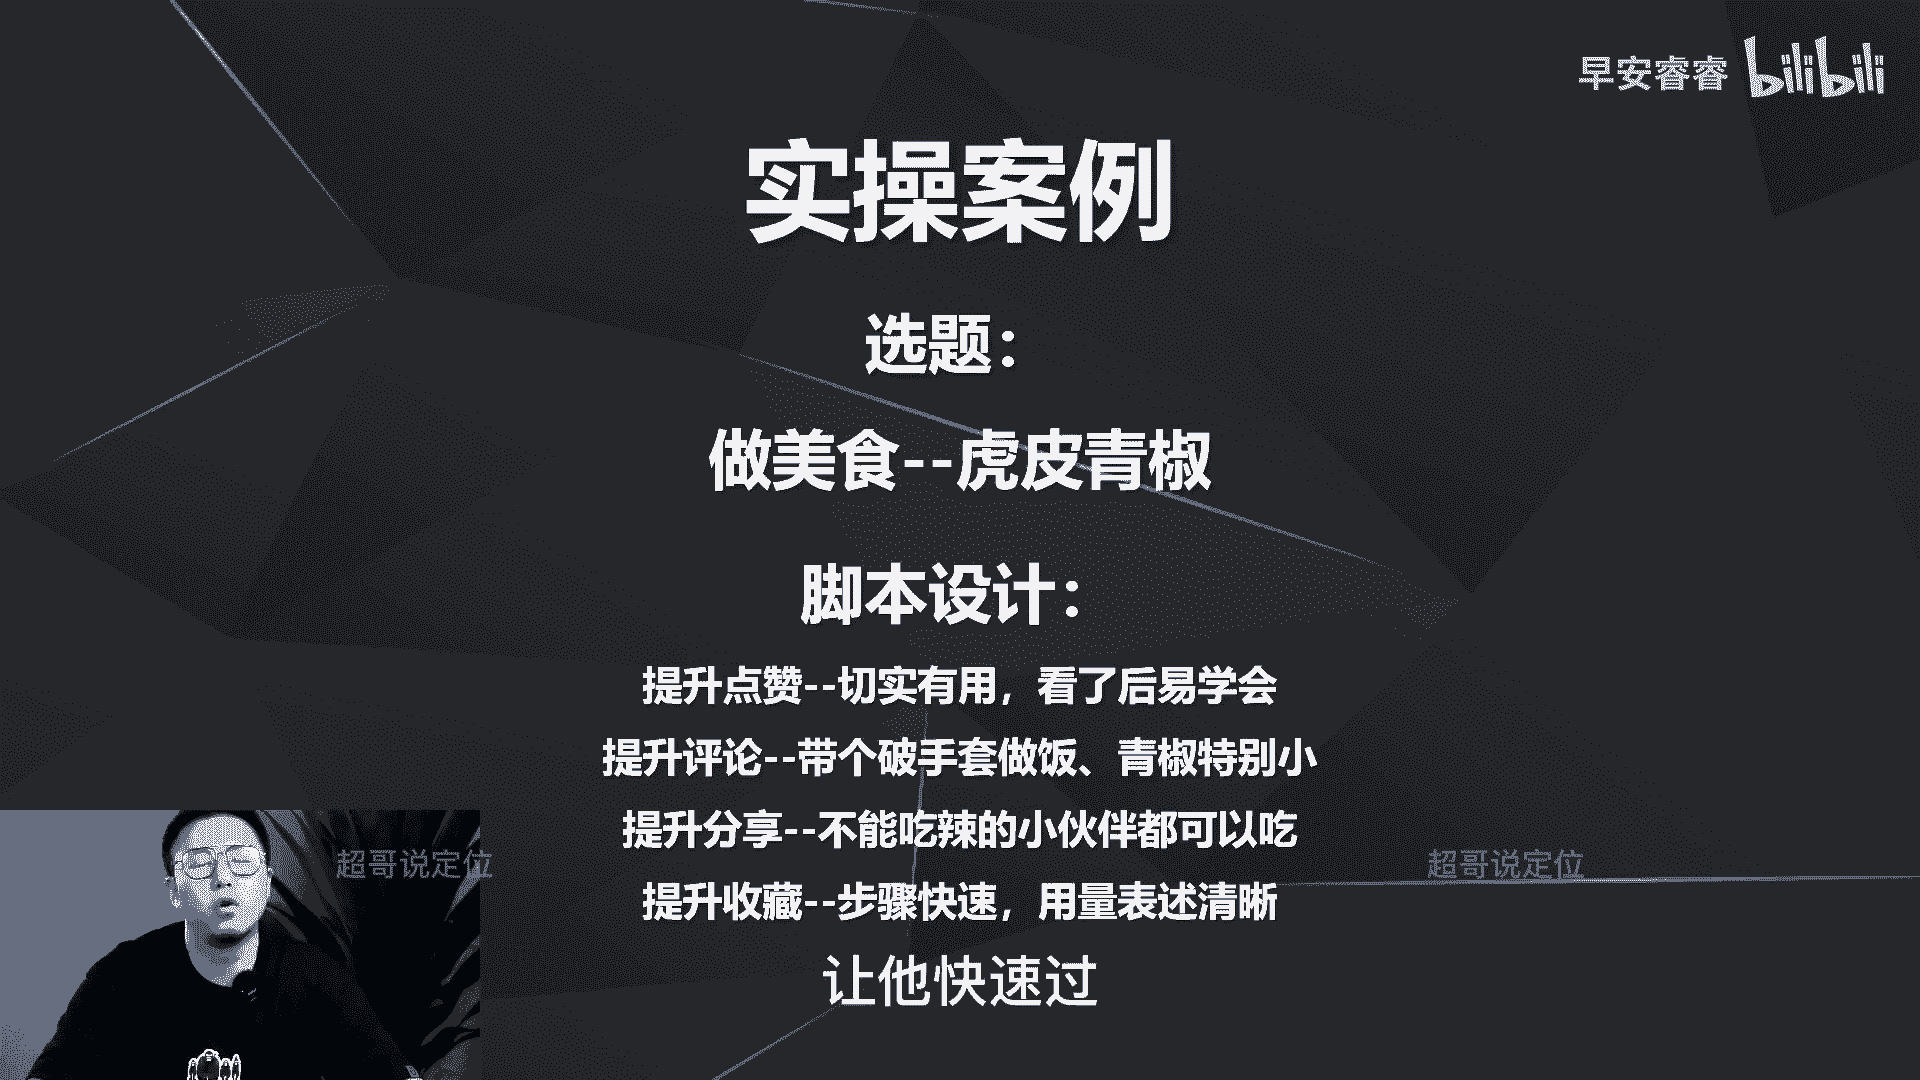 早安睿睿 bilibili
实操案例
选题：
做美食--虎皮青椒
脚本设计：
提升点赞--切实有用，看了后易学会
提升评论--带个破手套做饭、青椒特别小
提升分享--不能吃辣的小伙伴都可以吃
超哥说定位
超哥说定位
提升收藏--步骤快速，用量表述清晰
让他快速过